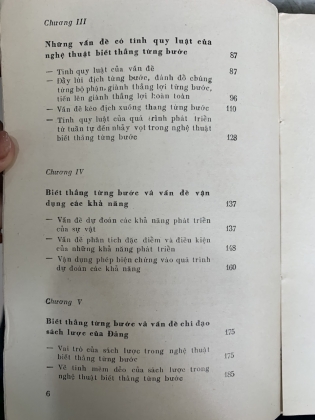 Chương III
Những vấn đề có tính quy luật của
nghệ thuật biết thắng từng bước 87
— Tính quy luật của vấn đề 87
— Đẩy lùi địch từng bước, đánh đổ chúng
từng bộ phận, giành thắng lợi từng bước,
tiến lên giành thắng lợi hoàn toàn 96
— Vấn đề kéo địch xuống thang từng bước 110
— Tính quy luật của quá trình phát triển
từ tuần tự đến nhảy vọt trong nghệ thuật
biết thắng từng bước 128
Chương IV
Biết thắng từng bước và vấn đề vận
dụng các khả năng 137
— Vấn đề dự đoán các khả năng phát triển
của sự vật 137
— Vấn đề phân tích đặc điểm và điều kiện
của những khả năng phát triển 148
— Vận dụng phép biện chứng vào quá trình
dự đoán các khả năng 160
Chương V
Biết thắng từng bước và vấn đề chỉ đạo
sách lược của Đảng 175
— Vai trò của sách lược trong nghệ thuật
biết thắng từng bước 175
— Về tính mềm dẻo của sách lược trong
nghệ thuật biết thắng từng bước 185
6